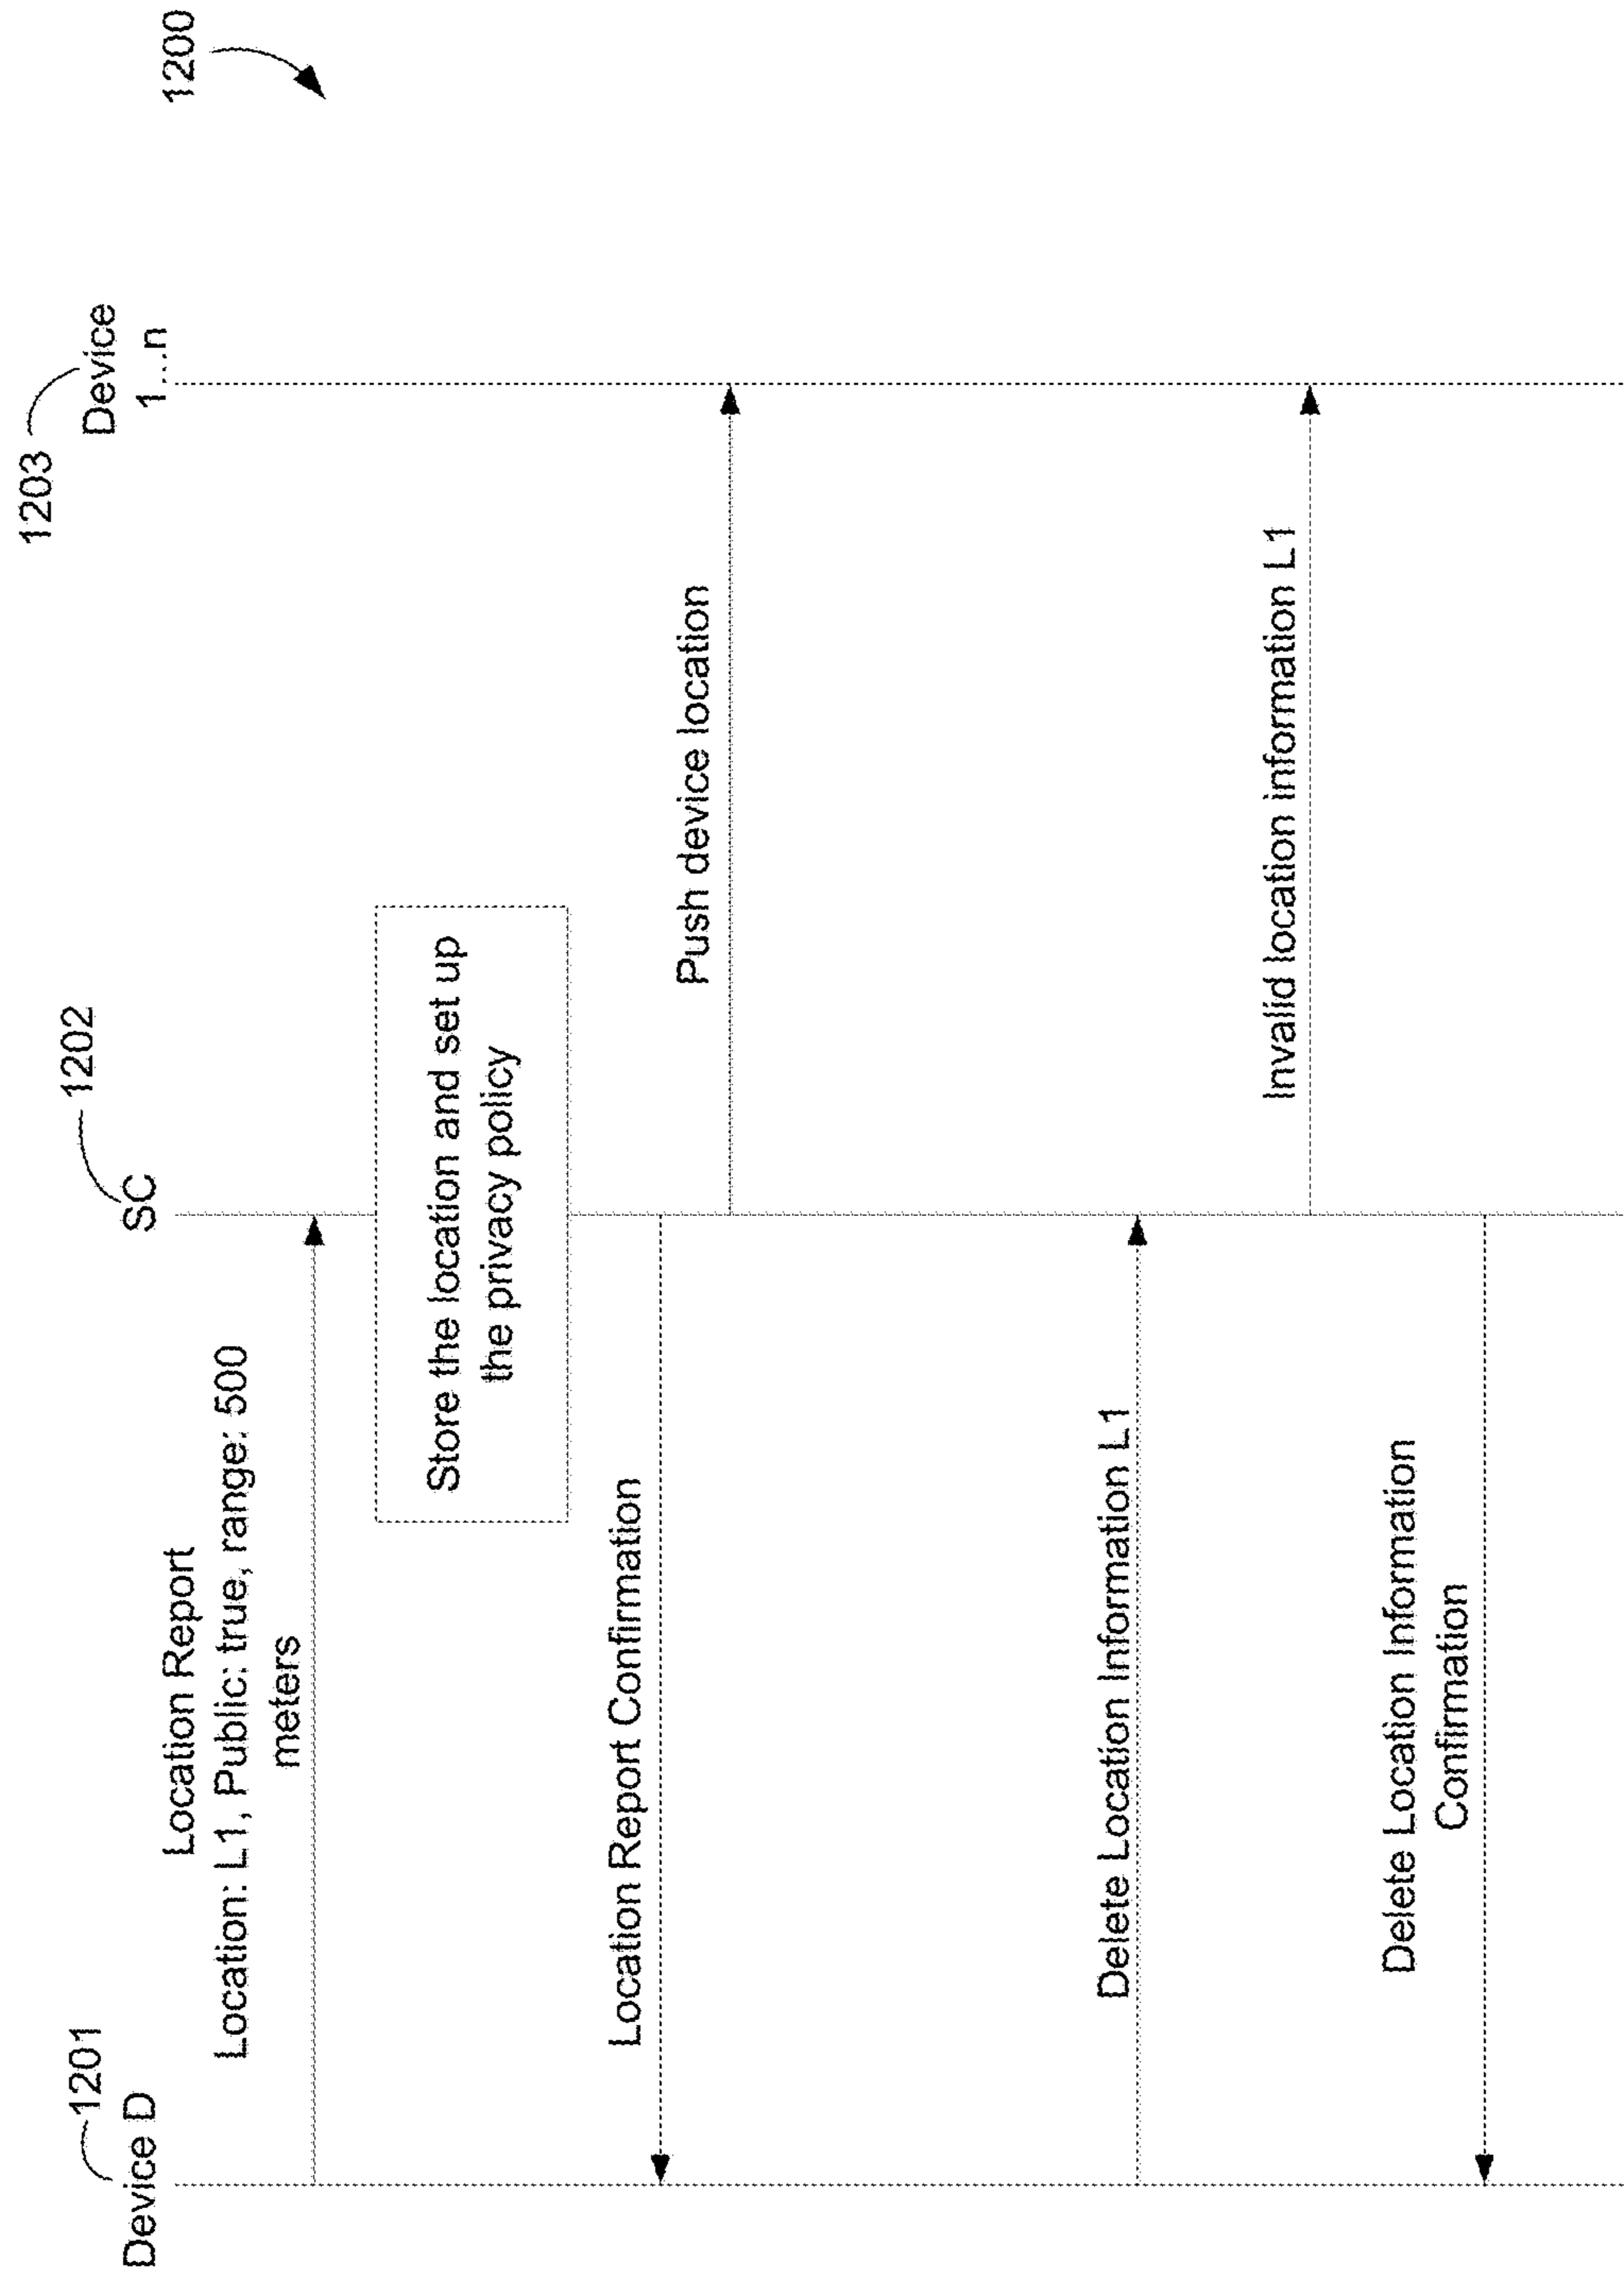 1200
1201
Device D
1202
SC
1203
Device
1...n
Location Report
Location: L1, Public: true, range: 500
meters
Store the location and set up
the privacy policy
Location Report Confirmation
Push device location
Delete Location Information L1
Invalid location information L1
Delete Location Information
Confirmation